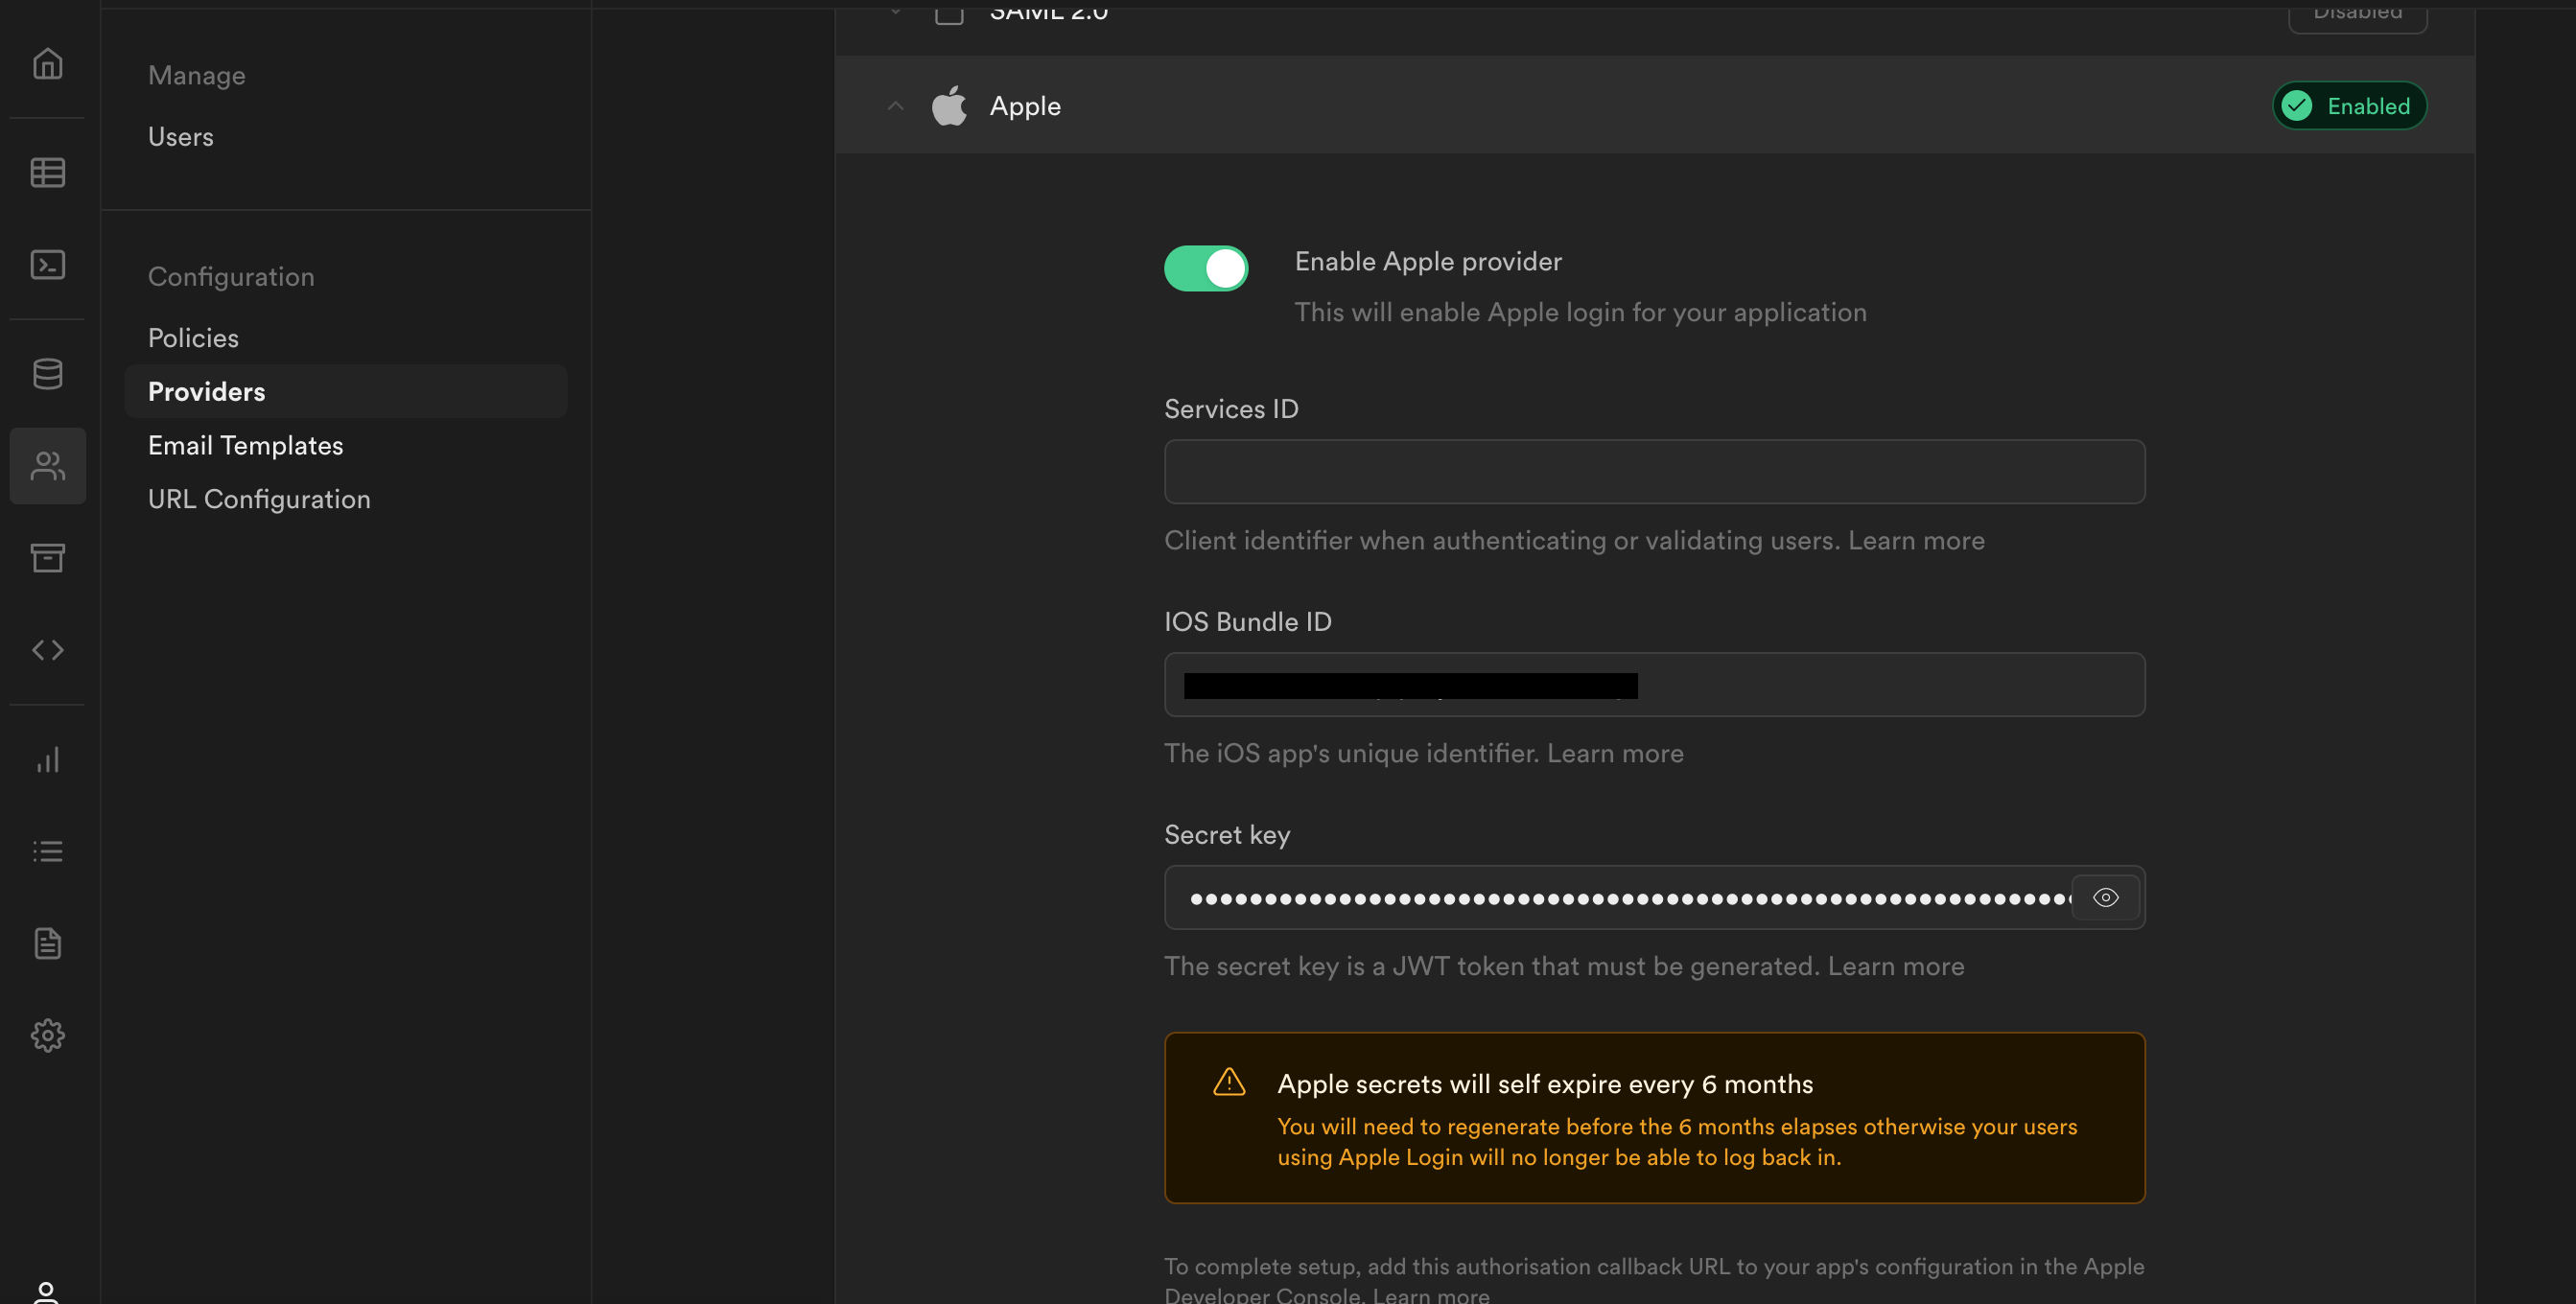 Manage
Users
Configuration
Policies
Providers
Email Templates
URL Configuration
SAML 2.0
Disabled
Apple
Enabled
Enable Apple provider
This will enable Apple login for your application
Services ID
Client identifier when authenticating or validating users. Learn more
IOS Bundle ID
The iOS app's unique identifier. Learn more
Secret key
The secret key is a JWT token that must be generated. Learn more
Apple secrets will self expire every 6 months
You will need to regenerate before the 6 months elapses otherwise your users
using Apple Login will no longer be able to log back in.
To complete setup, add this authorisation callback URL to your app's configuration in the Apple
Developer Console. Learn more